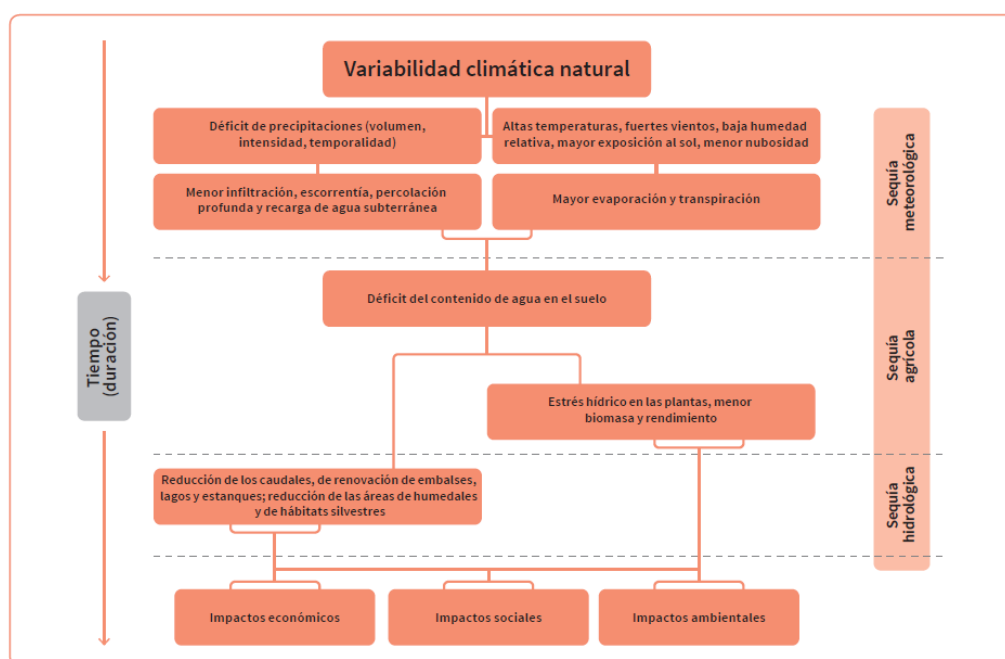 Variabilidad climática natural
Déficit de precipitaciones (volumen,
intensidad, temporalidad)
Altas temperaturas, fuertes vientos, baja humedad
relativa, mayor exposición al sol, menor nubosidad
Menor infiltración, escorrentía, percolación
profunda y recarga de agua subterránea
Mayor evaporación y transpiración
Sequía
meteorológica
Déficit del contenido de agua en el suelo
Tiempo
(duración)
Sequía
agrícola
Estrés hídrico en las plantas, menor
biomasa y rendimiento
Reducción de los caudales, de renovación de embalses,
lagos y estanques; reducción de las áreas de humedales
y de hábitats silvestres
Sequía
hidrológica
Impactos económicos
Impactos sociales
Impactos ambientales